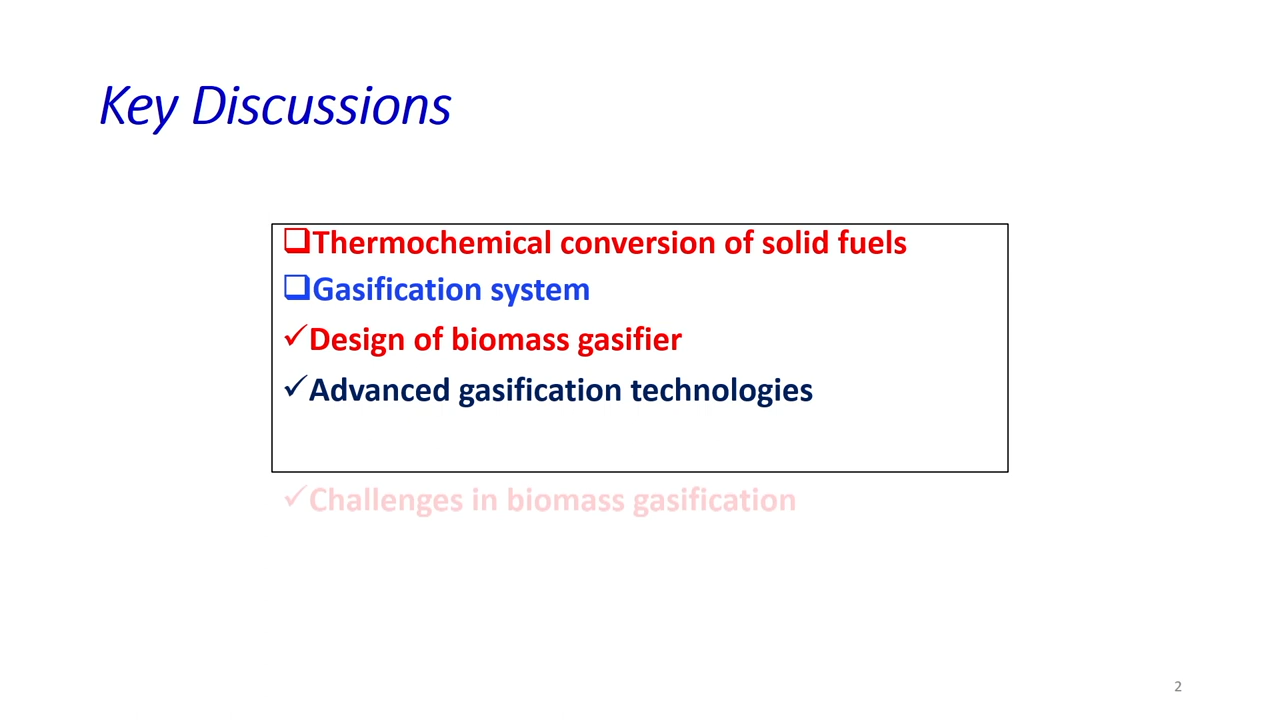 Key Discussions
❑Thermochemical conversion of solid fuels
❑Gasification system
✓Design of biomass gasifier
✓Advanced gasification technologies
✓Challenges in biomass gasification
2